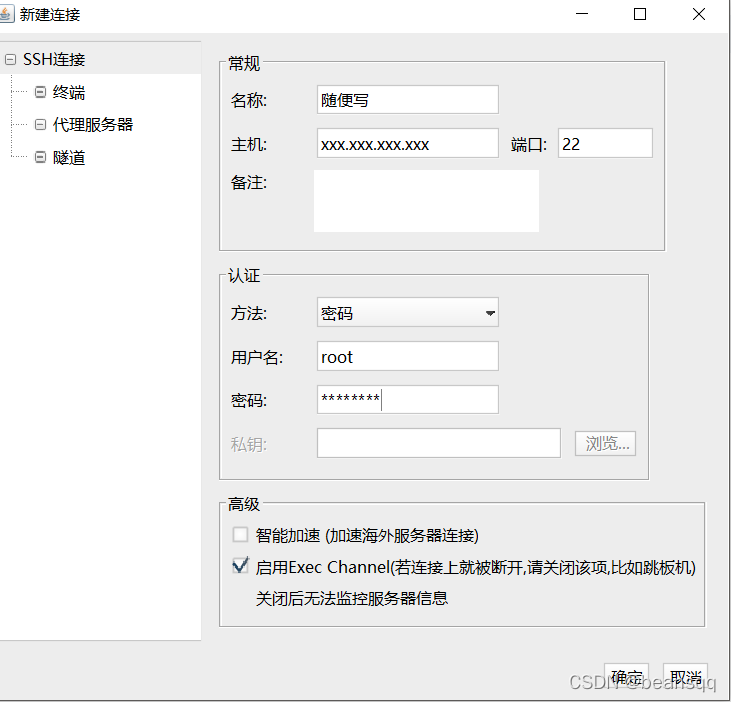 新建连接
SSH连接
终端
代理服务器
隧道
常规
名称: 随便写
主机: xxx.xxx.xxx.xxx 端口: 22
备注:
认证
方法: 密码
用户名: root
密码: ********
私钥: 浏览...
高级
智能加速 (加速海外服务器连接)
启用Exec Channel(若连接上就被断开,请关闭该项,比如跳板机)
关闭后无法监控服务器信息
确定 取消
CSDN @beansqq